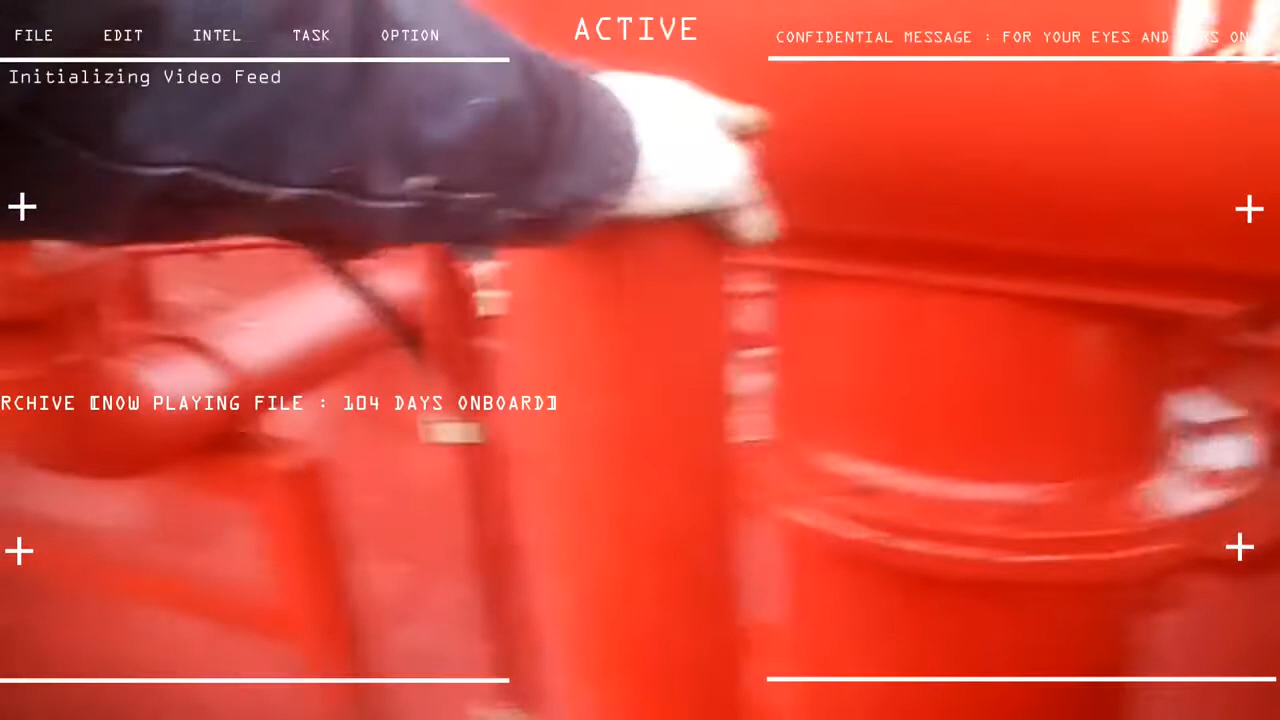 FILE EDIT INTEL TASK OPTION
ACTIVE
CONFIDENTIAL MESSAGE : FOR YOUR EYES AND
Initializing Video Feed
RCHIVE [NOW PLAYING FILE : 104 DAYS ONBOARD]